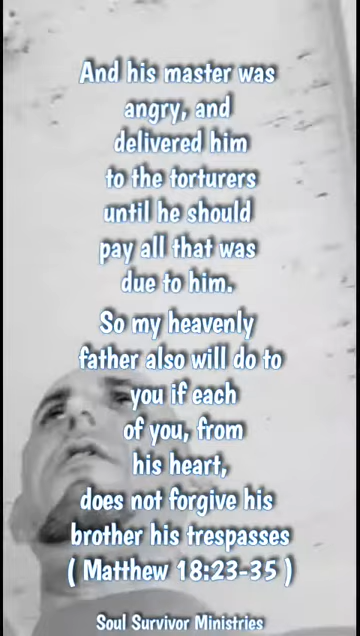 And his master was
angry, and
delivered him
to the torturers
until he should
pay all that was
due to him.
So my heavenly
father also will do to
you if each
of you, from
his heart,
does not forgive his
brother his trespasses
( Matthew 18:23-35 )
Soul Survivor Ministries